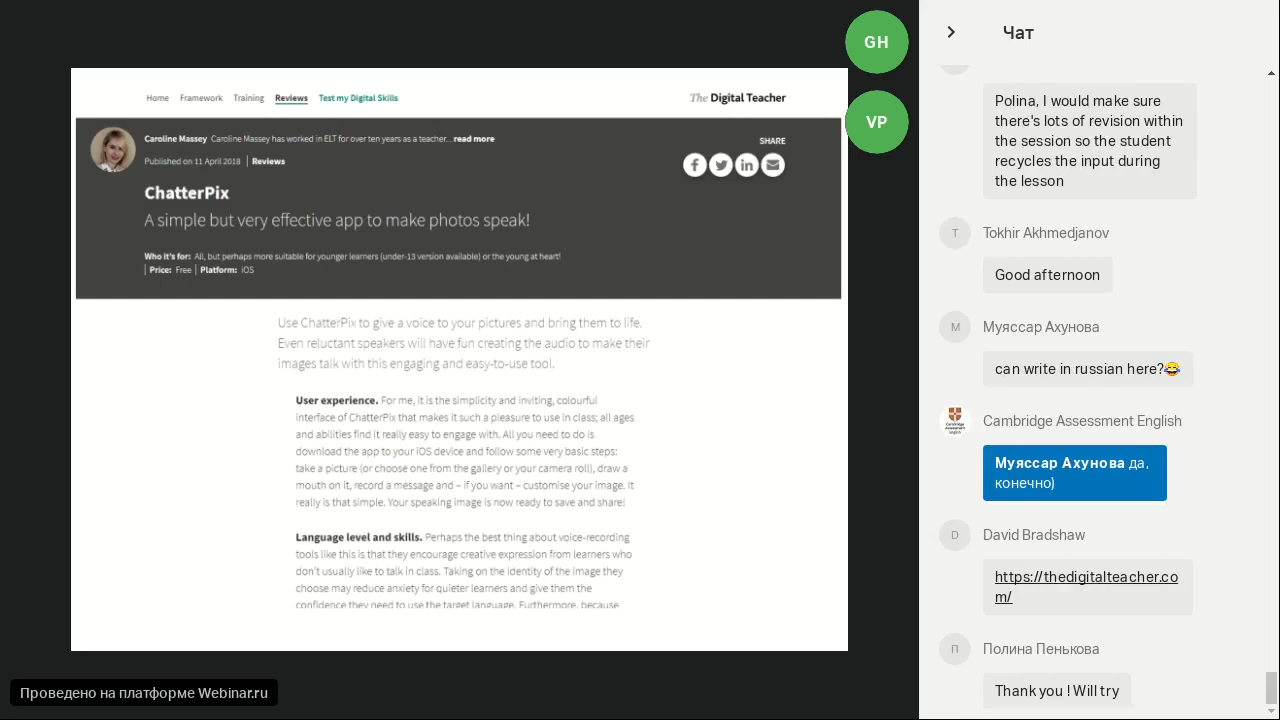 Home Framework Training Reviews Test my Digital Skills The Digital Teacher
Caroline Massey Caroline Massey has worked in ELT for over ten years as a teacher... read more
SHARE
Published on 11 April 2018 | Reviews
ChatterPix
A simple but very effective app to make photos speak!
Who it's for: All, but perhaps more suitable for younger learners (under-13 version available) or the young at heart!
| Price: Free | Platform: iOS
Use ChatterPix to give a voice to your pictures and bring them to life.
Even reluctant speakers will have fun creating the audio to make their
images talk with this engaging and easy-to-use tool.
User experience. For me, it is the simplicity and inviting, colourful
interface of ChatterPix that makes it such a pleasure to use in class; all ages
and abilities find it really easy to engage with. All you need to do is
download the app to your iOS device and follow some very basic steps:
take a picture (or choose one from the gallery or your camera roll), draw a
mouth on it, record a message and – if you want – customise your image. It
really is that simple. Your speaking image is now ready to save and share!
Language level and skills. Perhaps the best thing about voice-recording
tools like this is that they encourage creative expression from learners who
don't usually like to talk in class. Taking on the identity of the image they
choose may reduce anxiety for quieter learners and give them the
confidence they need to use the target language. Furthermore, because
Проведено на платформе Webinar.ru
GH
VP
Чат
Polina, I would make sure
there's lots of revision within
the session so the student
recycles the input during
the lesson
T
Tokhir Akhmedjanov
Good afternoon
М
Муяссар Ахунова
can write in russian here?😂
Cambridge Assessment English
Муяссар Ахунова да,
конечно)
D
David Bradshaw
https://thedigitalteacher.co
m/
П
Полина Пенькова
Thank you ! Will try